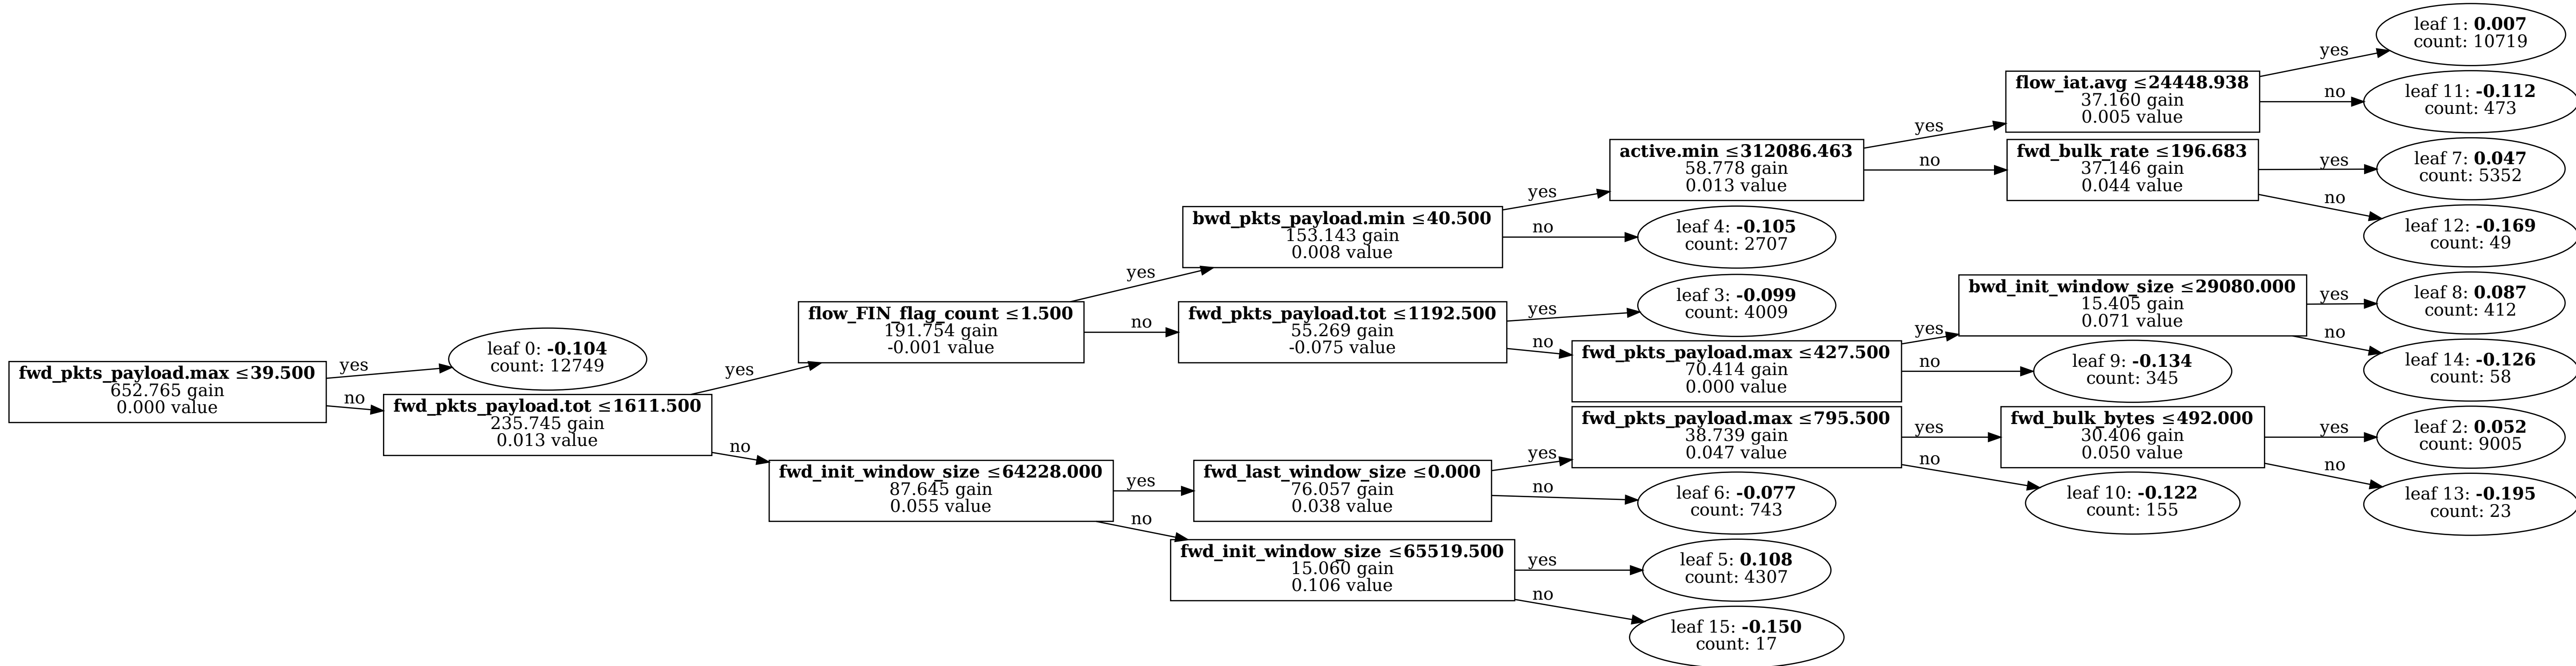 fwd_pkts_payload.max ≤39.500
652.765 gain
0.000 value
yes
no
leaf 0: -0.104
count: 12749
fwd_pkts_payload.tot ≤1611.500
235.745 gain
0.013 value
yes
no
flow_FIN_flag_count ≤1.500
191.754 gain
-0.001 value
yes
no
fwd_init_window_size ≤64228.000
87.645 gain
0.055 value
yes
no
bwd_pkts_payload.min ≤40.500
153.143 gain
0.008 value
yes
no
fwd_pkts_payload.tot ≤1192.500
55.269 gain
-0.075 value
yes
no
fwd_last_window_size ≤0.000
76.057 gain
0.038 value
yes
no
fwd_init_window_size ≤65519.500
15.060 gain
0.106 value
yes
no
active.min ≤312086.463
58.778 gain
0.013 value
yes
no
leaf 4: -0.105
count: 2707
leaf 3: -0.099
count: 4009
fwd_pkts_payload.max ≤427.500
70.414 gain
0.000 value
yes
no
fwd_pkts_payload.max ≤795.500
38.739 gain
0.047 value
yes
no
leaf 6: -0.077
count: 743
leaf 5: 0.108
count: 4307
leaf 15: -0.150
count: 17
flow_iat.avg ≤24448.938
37.160 gain
0.005 value
yes
no
fwd_bulk_rate ≤196.683
37.146 gain
0.044 value
yes
no
bwd_init_window_size ≤29080.000
15.405 gain
0.071 value
yes
no
leaf 9: -0.134
count: 345
fwd_bulk_bytes ≤492.000
30.406 gain
0.050 value
yes
no
leaf 10: -0.122
count: 155
leaf 1: 0.007
count: 10719
leaf 11: -0.112
count: 473
leaf 7: 0.047
count: 5352
leaf 12: -0.169
count: 49
leaf 8: 0.087
count: 412
leaf 14: -0.126
count: 58
leaf 2: 0.052
count: 9005
leaf 13: -0.195
count: 23